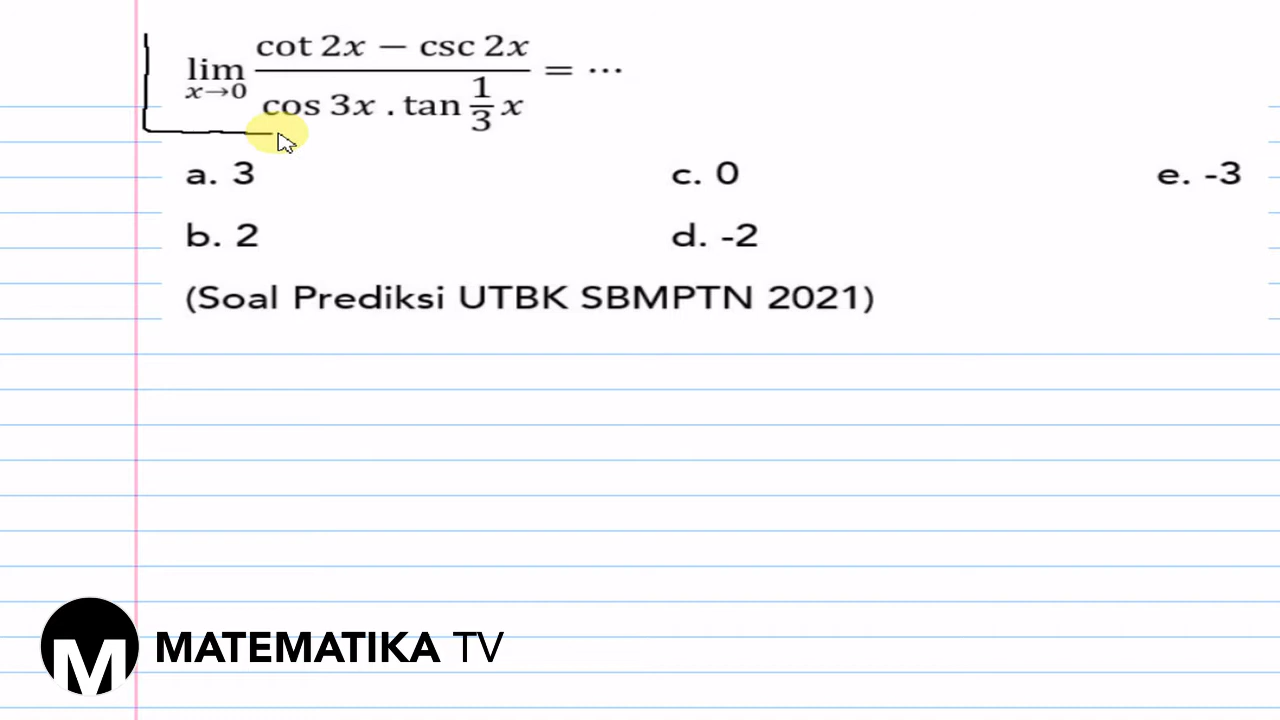 lim x→0 (cot 2x − csc 2x)/(cos 3x . tan 1/3 x) = ···
a. 3 c. 0 e. -3
b. 2 d. -2
(Soal Prediksi UTBK SBMPTN 2021)
M MATEMATIKA TV